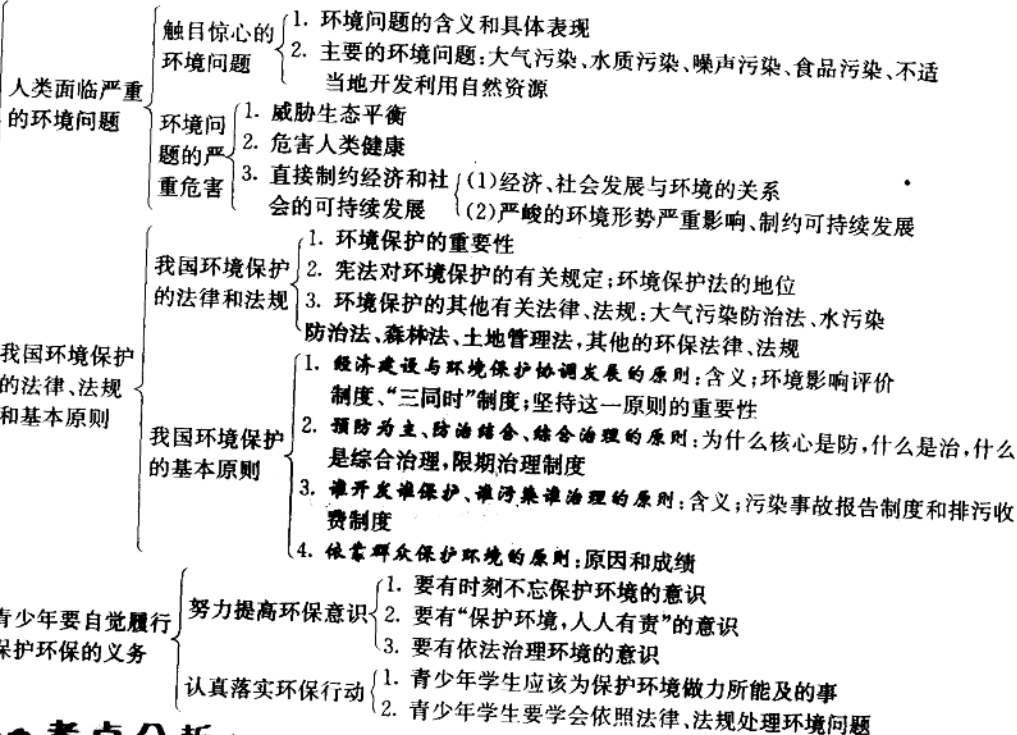 人类面临严重
的环境问题
触目惊心的
环境问题
1. 环境问题的含义和具体表现
2. 主要的环境问题:大气污染、水质污染、噪声污染、食品污染、不适
当地开发利用自然资源
环境问
题的严
重危害
1. 威胁生态平衡
2. 危害人类健康
3. 直接制约经济和社
会的可持续发展
(1)经济、社会发展与环境的关系
(2)严峻的环境形势严重影响、制约可持续发展
我国环境保护
的法律、法规
和基本原则
我国环境保护
的法律和法规
1. 环境保护的重要性
2. 宪法对环境保护的有关规定;环境保护法的地位
3. 环境保护的其他有关法律、法规:大气污染防治法、水污染
防治法、森林法、土地管理法,其他的环保法律、法规
我国环境保护
的基本原则
1. 经济建设与环境保护协调发展的原则:含义;环境影响评价
制度、“三同时”制度;坚持这一原则的重要性
2. 预防为主、防治结合、综合治理的原则:为什么核心是防,什么是治,什么
是综合治理,限期治理制度
3. 谁开发谁保护、谁污染谁治理的原则:含义;污染事故报告制度和排污收
费制度
4. 依靠群众保护环境的原则:原因和成绩
青少年要自觉履行
保护环保的义务
努力提高环保意识
1. 要有时刻不忘保护环境的意识
2. 要有“保护环境,人人有责”的意识
3. 要有依法治理环境的意识
认真落实环保行动
1. 青少年学生应该为保护环境做力所能及的事
2. 青少年学生要学会依照法律、法规处理环境问题
考点分析